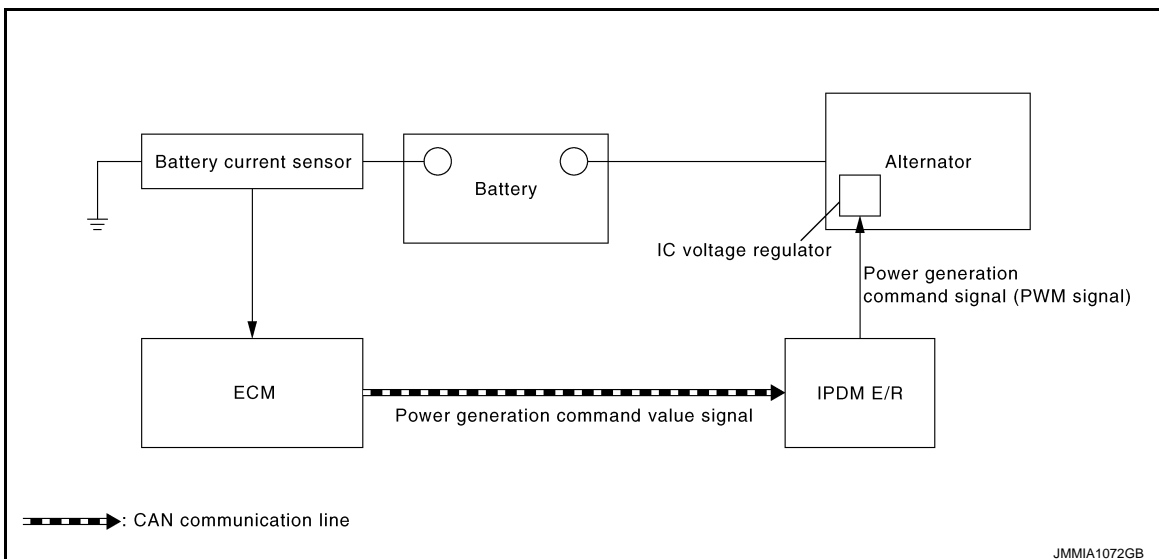 Battery current sensor
Battery
Alternator
IC voltage regulator
Power generation
command signal (PWM signal)
ECM
IPDM E/R
Power generation command value signal
: CAN communication line
JMMIA1072GB